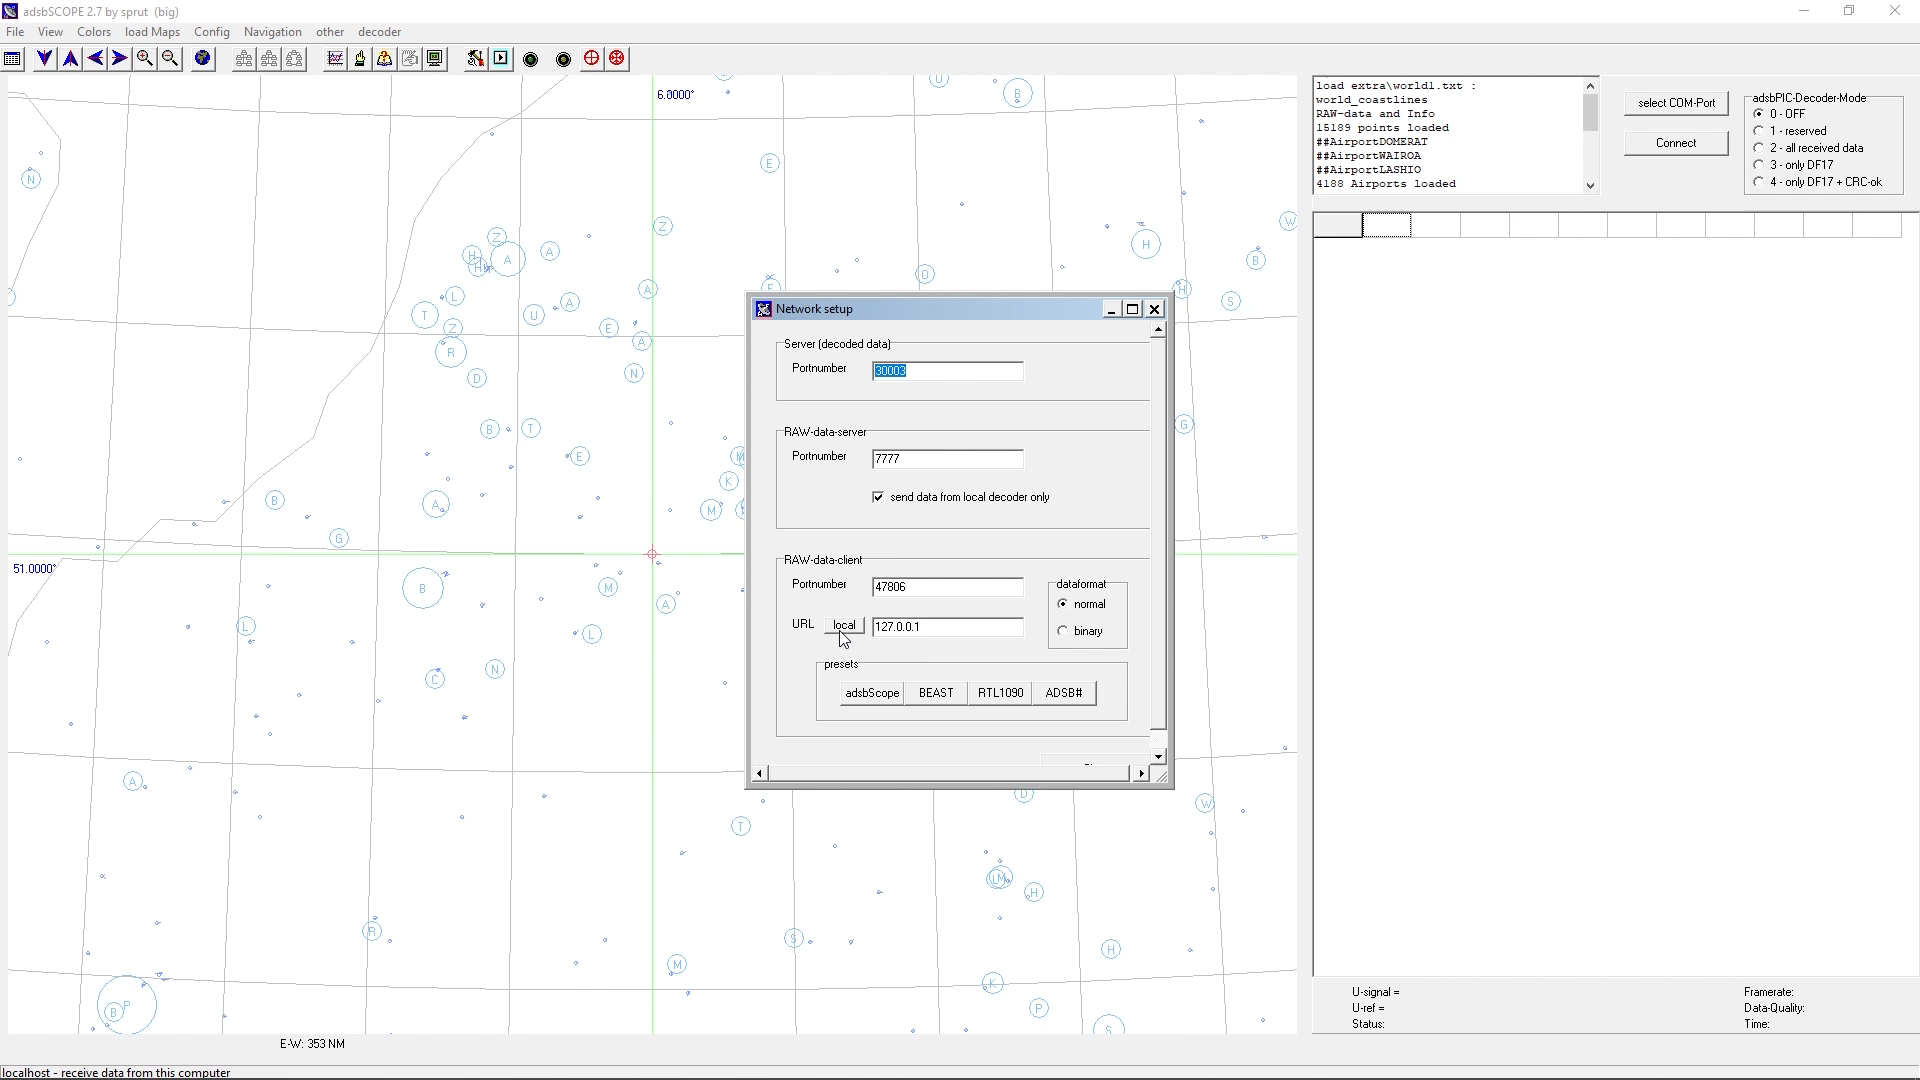 adsbSCOPE 2.7 by sprut (big)
File View Colors load Maps Config Navigation other decoder
load extra\world1.txt :
world_coastlines
RAW-data and Info
15189 points loaded
##AirportDOMERAT
##AirportWAIROA
##AirportLASHIO
4188 Airports loaded
select COM-Port
Connect
adsbPIC-Decoder-Mode
0 - OFF
1 - reserved
2 - all received data
3 - only DF17
4 - only DF17 + CRC-ok
6.0000°
51.0000°
Network setup
Server (decoded data)
Portnumber 30003
RAW-data-server
Portnumber 7777
send data from local decoder only
RAW-data-client
Portnumber 47806
URL local 127.0.0.1
dataformat
normal
binary
presets
adsbScope BEAST RTL1090 ADSB#
U-signal =
U-ref =
Status:
Framerate:
Data-Quality:
Time:
E-W: 353 NM
localhost - receive data from this computer